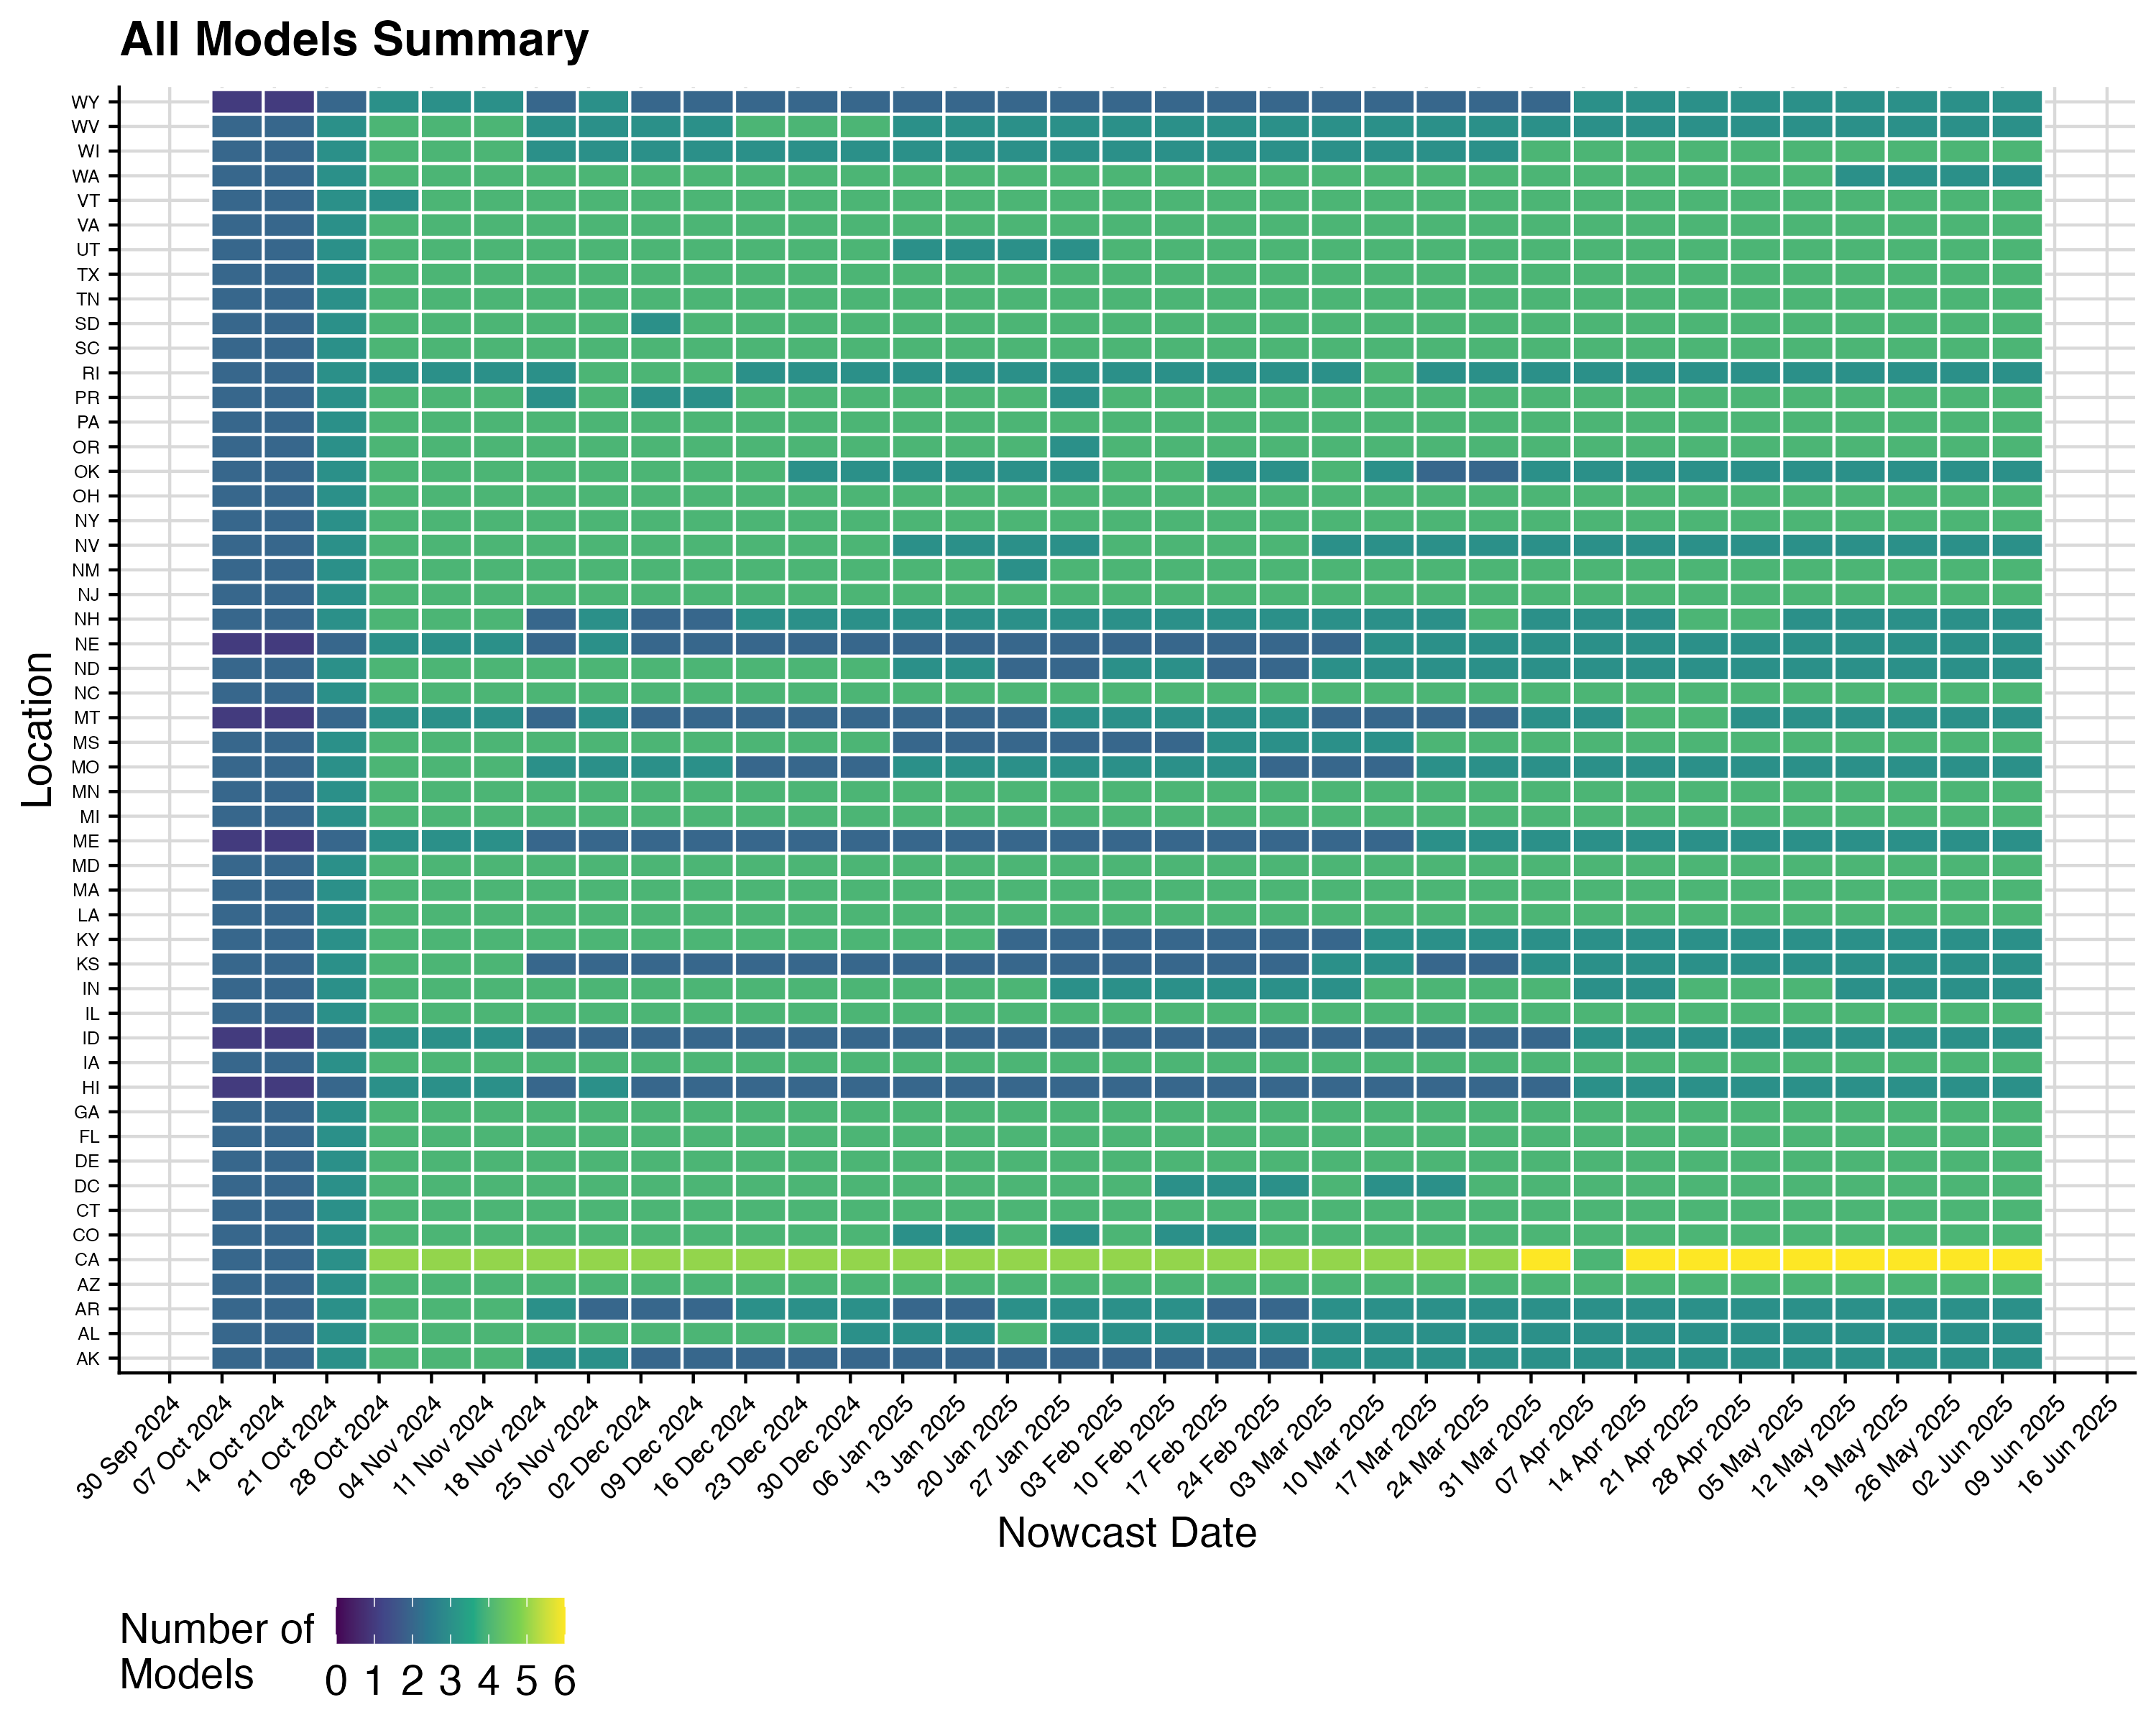 All Models Summary
WY
WV
WI
WA
VT
VA
UT
TX
TN
SD
SC
RI
PR
PA
OR
OK
OH
NY
NV
NM
NJ
NH
NE
ND
NC
MT
MS
MO
MN
MI
ME
MD
MA
LA
KY
KS
IN
IL
ID
IA
HI
GA
FL
DE
DC
CT
CO
CA
AZ
AR
AL
AK
Location
30 Sep 2024
07 Oct 2024
14 Oct 2024
21 Oct 2024
28 Oct 2024
04 Nov 2024
11 Nov 2024
18 Nov 2024
25 Nov 2024
02 Dec 2024
09 Dec 2024
16 Dec 2024
23 Dec 2024
30 Dec 2024
06 Jan 2025
13 Jan 2025
20 Jan 2025
27 Jan 2025
03 Feb 2025
10 Feb 2025
17 Feb 2025
24 Feb 2025
03 Mar 2025
10 Mar 2025
17 Mar 2025
24 Mar 2025
31 Mar 2025
07 Apr 2025
14 Apr 2025
21 Apr 2025
28 Apr 2025
05 May 2025
12 May 2025
19 May 2025
26 May 2025
02 Jun 2025
09 Jun 2025
16 Jun 2025
Nowcast Date
Number of
Models
0 1 2 3 4 5 6